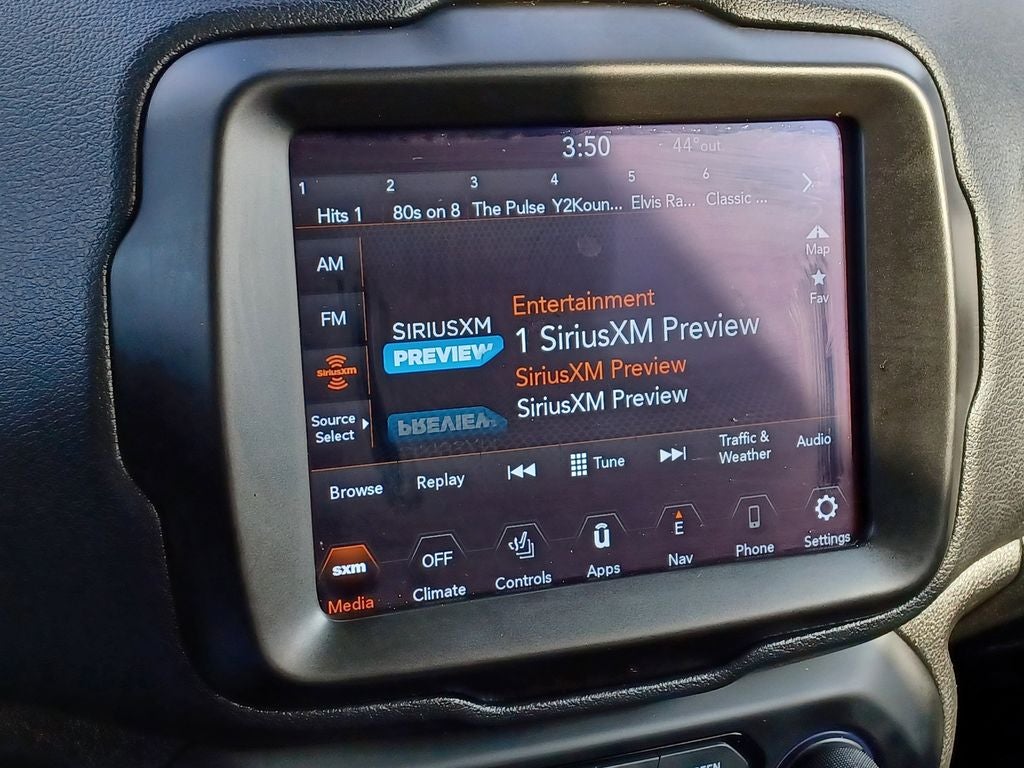 3:50
44°out
1 2 3 4 5 6
Hits 1 80s on 8 The Pulse Y2Koun... Elvis Ra... Classic ...
Map
Fav
AM
FM
SiriusXM
Source
Select
SIRIUSXM
PREVIEW
Entertainment
1 SiriusXM Preview
SiriusXM Preview
SiriusXM Preview
Browse
Replay
Tune
Traffic &
Weather
Audio
sxm
Media
OFF
Climate
Controls
ū
Apps
E
Nav
Phone
Settings